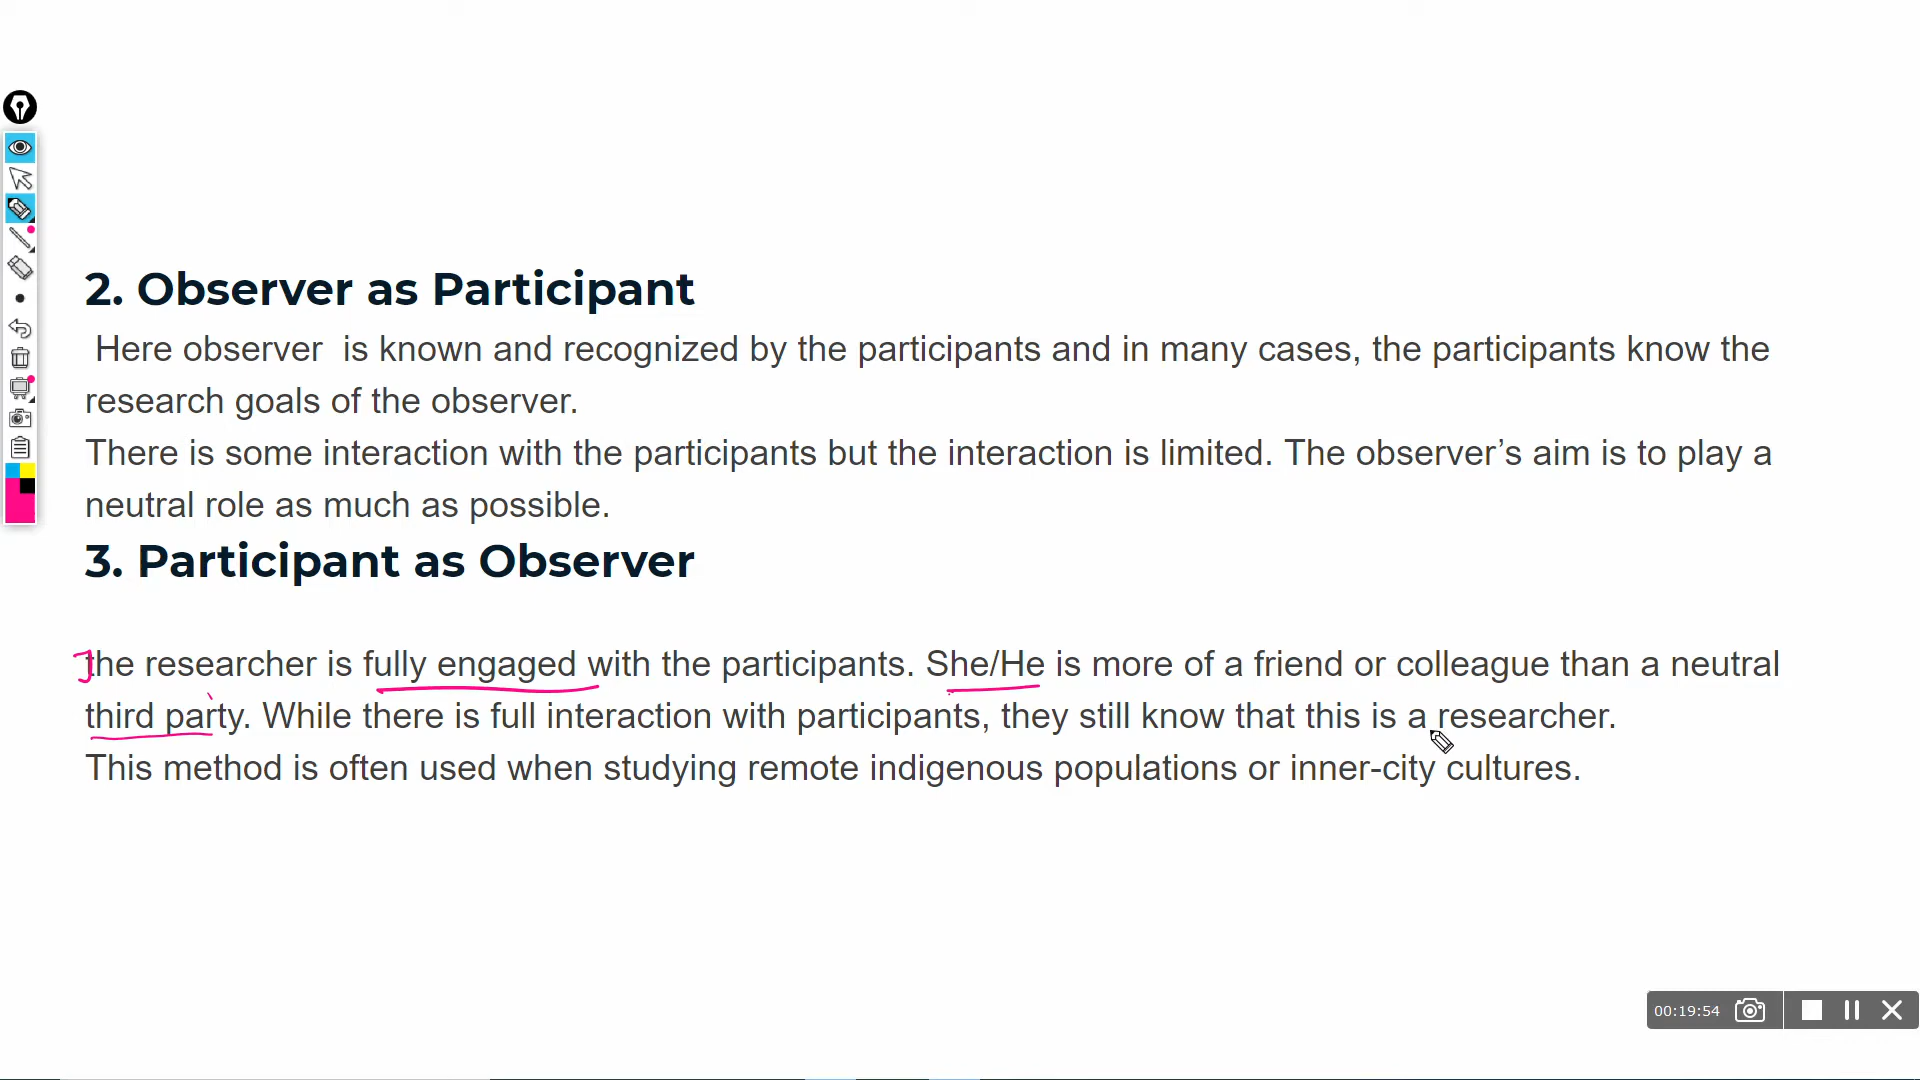 2. Observer as Participant
Here observer is known and recognized by the participants and in many cases, the participants know the
research goals of the observer.
There is some interaction with the participants but the interaction is limited. The observer’s aim is to play a
neutral role as much as possible.
3. Participant as Observer
the researcher is fully engaged with the participants. She/He is more of a friend or colleague than a neutral
third party. While there is full interaction with participants, they still know that this is a researcher.
This method is often used when studying remote indigenous populations or inner-city cultures.
00:19:54